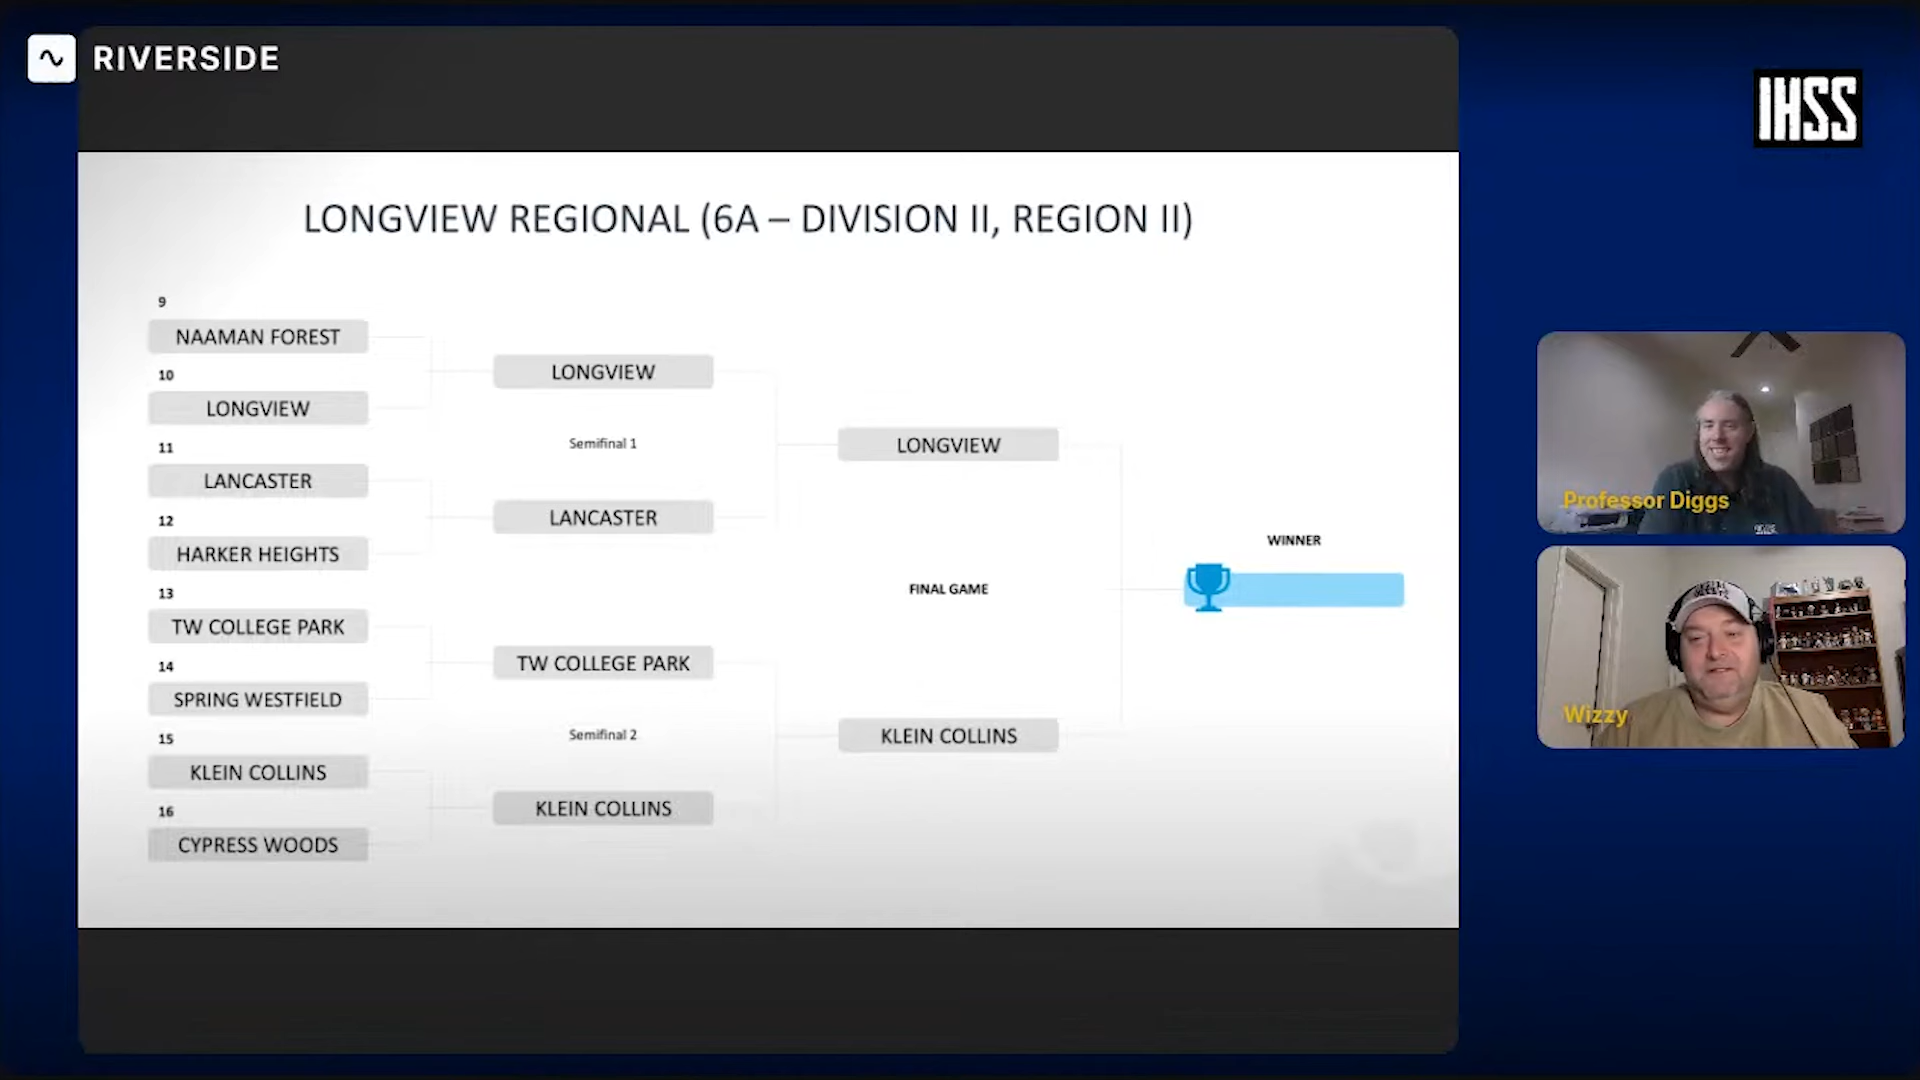 RIVERSIDE
IHSS
LONGVIEW REGIONAL (6A – DIVISION II, REGION II)
9
NAAMAN FOREST
10
LONGVIEW
11
LANCASTER
12
HARKER HEIGHTS
13
TW COLLEGE PARK
14
SPRING WESTFIELD
15
KLEIN COLLINS
16
CYPRESS WOODS
LONGVIEW
Semifinal 1
LANCASTER
TW COLLEGE PARK
Semifinal 2
KLEIN COLLINS
LONGVIEW
FINAL GAME
KLEIN COLLINS
WINNER
Professor Diggs
Wizzy